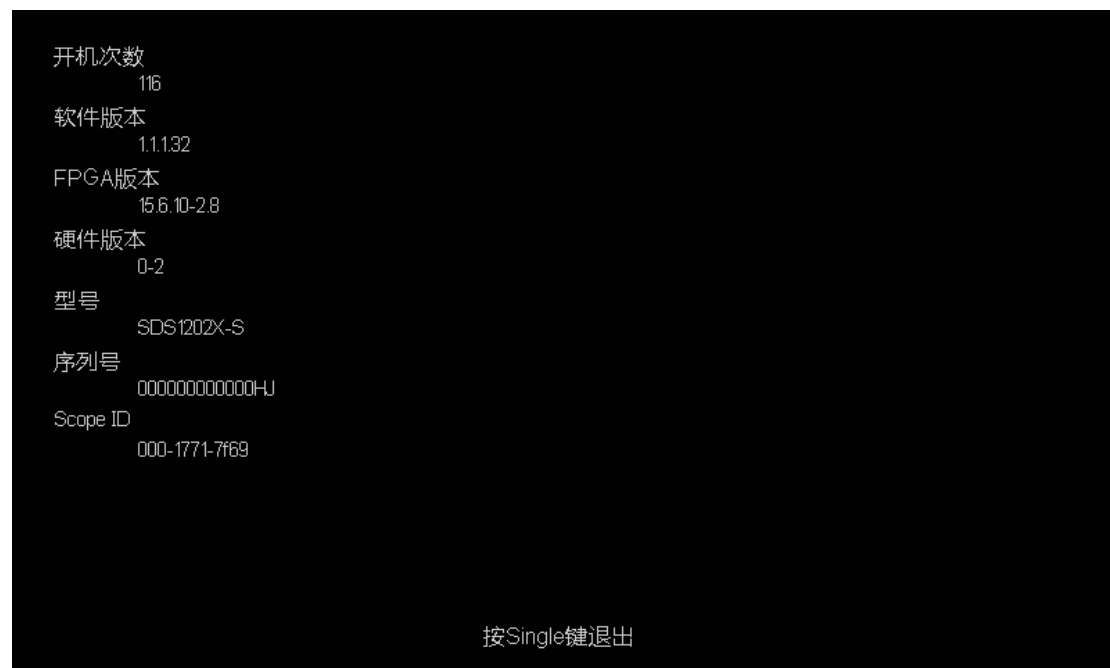 开机次数
116
软件版本
1.1.1.32
FPGA版本
15.6.10-2.8
硬件版本
0-2
型号
SDS1202X-S
序列号
000000000000HJ
Scope ID
000-1771-7f69
按Single键退出